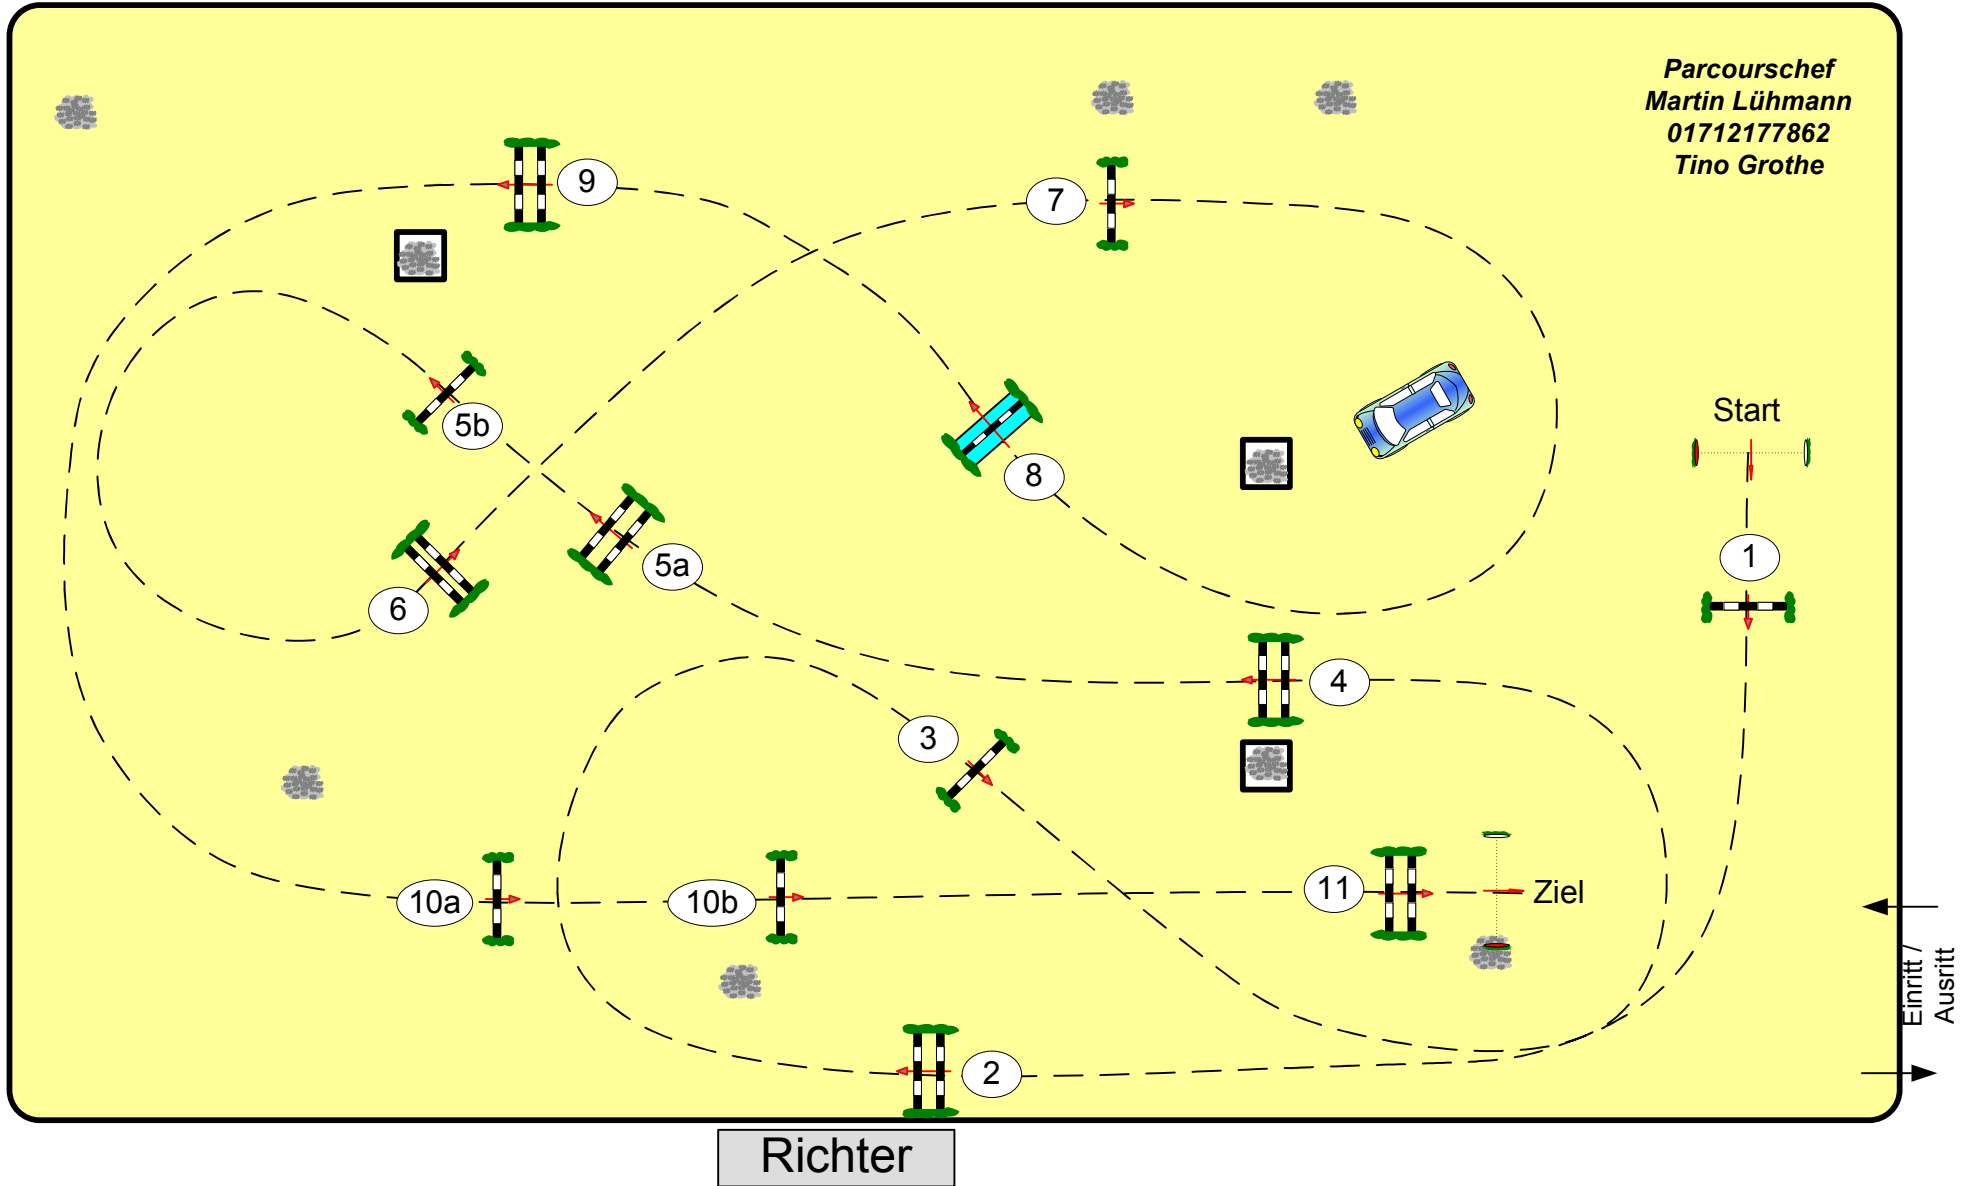 Parcourschef
Martin Lühmann
01712177862
Tino Grothe
9
7
Start
5b
8
1
5a
6
4
3
10a
10b
11
Ziel
Einritt /
Ausritt
2
Richter